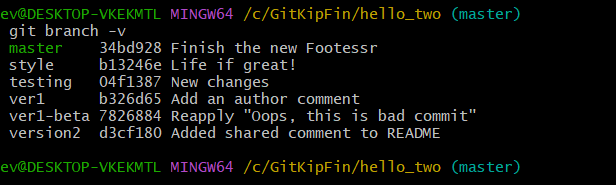 ev@DESKTOP-VKEKMTL MINGW64 /c/GitKipFin/hello_two (master)
git branch -v
master 34bd928 Finish the new Footessr
style b13246e Life if great!
testing 04f1387 New changes
ver1 b326d65 Add an author comment
ver1-beta 7826884 Reapply "Oops, this is bad commit"
version2 d3cf180 Added shared comment to README
ev@DESKTOP-VKEKMTL MINGW64 /c/GitKipFin/hello_two (master)